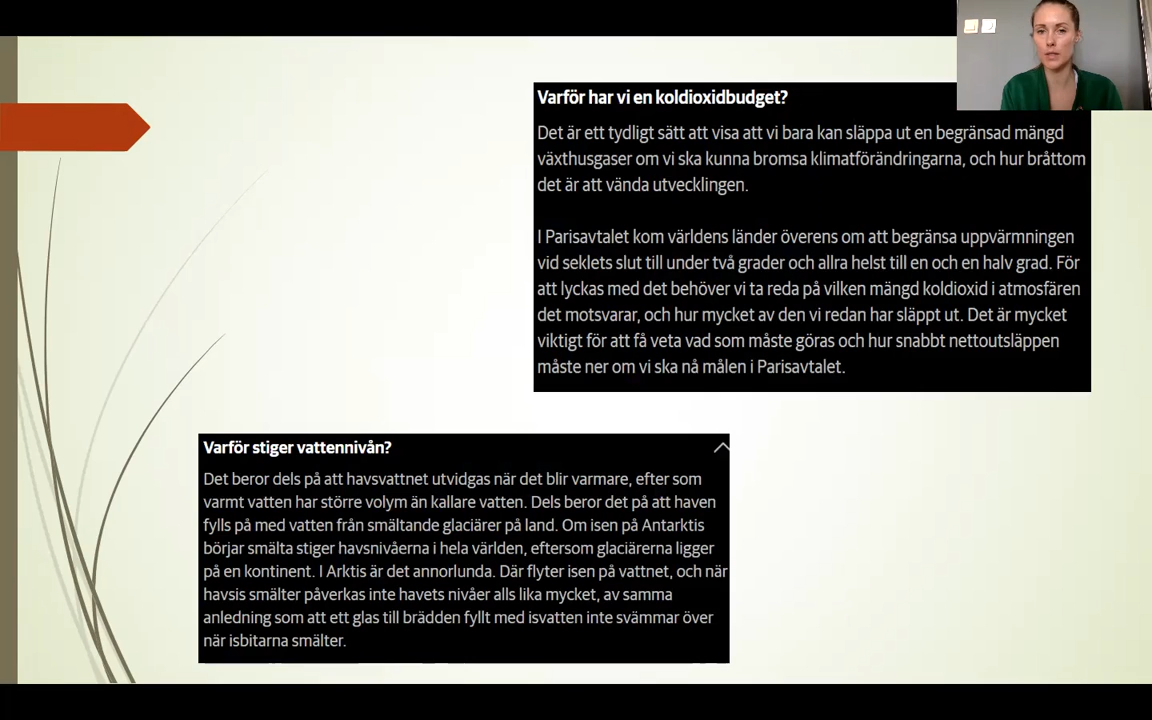 Varför har vi en koldioxidbudget?
Det är ett tydligt sätt att visa att vi bara kan släppa ut en begränsad mängd
växthusgaser om vi ska kunna bromsa klimatförändringarna, och hur bråttom
det är att vända utvecklingen.
I Parisavtalet kom världens länder överens om att begränsa uppvärmningen
vid seklets slut till under två grader och allra helst till en och en halv grad. För
att lyckas med det behöver vi ta reda på vilken mängd koldioxid i atmosfären
det motsvarar, och hur mycket av den vi redan har släppt ut. Det är mycket
viktigt för att få veta vad som måste göras och hur snabbt nettoutsläppen
måste ner om vi ska nå målen i Parisavtalet.
Varför stiger vattennivån?
Det beror dels på att havsvattnet utvidgas när det blir varmare, efter som
varmt vatten har större volym än kallare vatten. Dels beror det på att haven
fylls på med vatten från smältande glaciärer på land. Om isen på Antarktis
börjar smälta stiger havsnivåerna i hela världen, eftersom glaciärerna ligger
på en kontinent. I Arktis är det annorlunda. Där flyter isen på vattnet, och när
havsis smälter påverkas inte havets nivåer alls lika mycket, av samma
anledning som att ett glas till brädden fyllt med isvatten inte svämmar över
när isbitarna smälter.